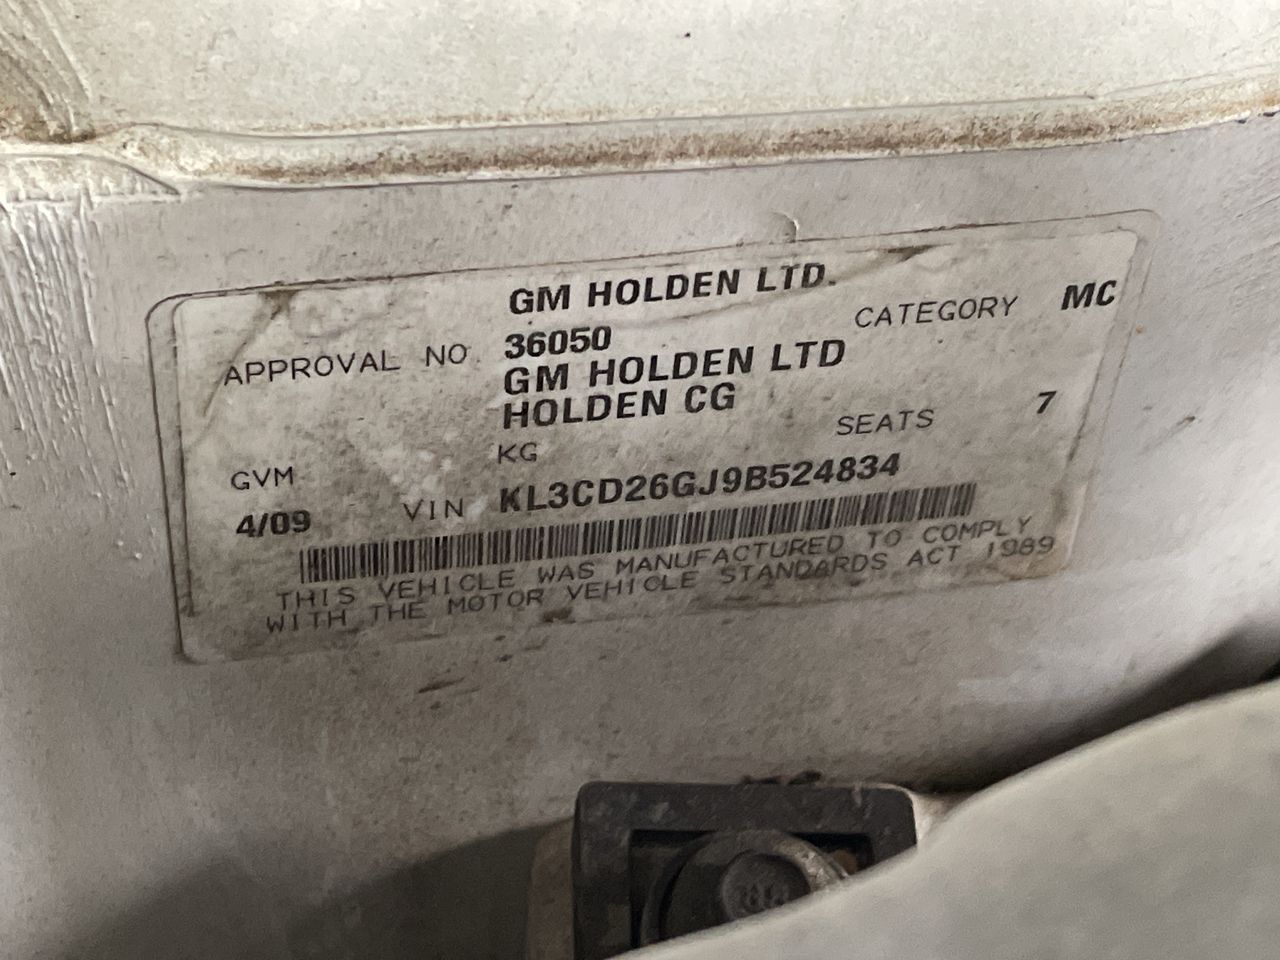 GM HOLDEN LTD.
APPROVAL NO. 36050 CATEGORY MC
GM HOLDEN LTD
HOLDEN CG
GVM KG SEATS 7
4/09 VIN KL3CD26GJ9B524834
THIS VEHICLE WAS MANUFACTURED TO COMPLY
WITH THE MOTOR VEHICLE STANDARDS ACT 1989